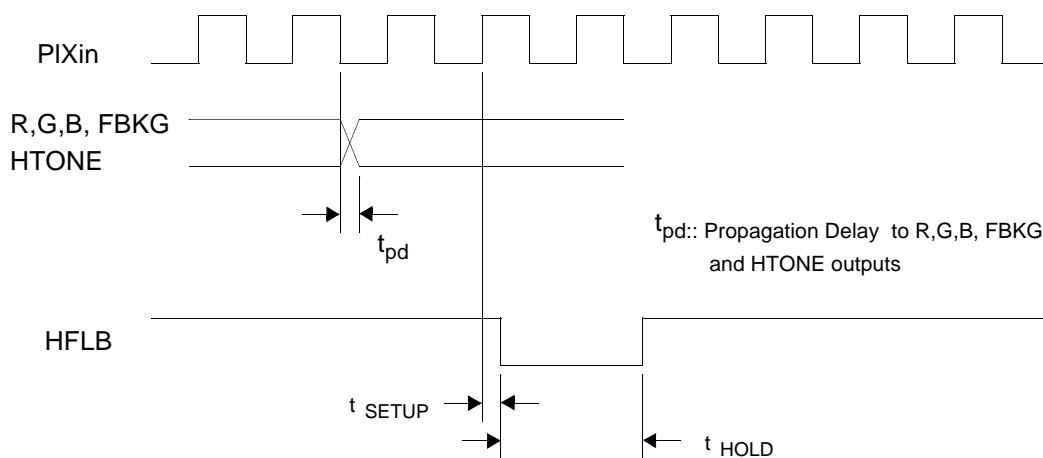 PIXin
R,G,B, FBKG
HTONE
tpd
tpd:: Propagation Delay to R,G,B, FBKG
and HTONE outputs
HFLB
t SETUP
t HOLD